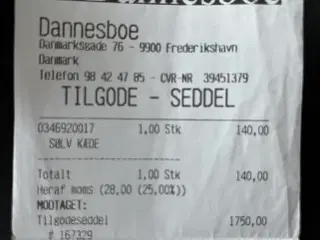 Dannesboe
Danmarksgade 76 - 9900 Frederikshavn
Danmark
Telefon 98 42 47 85 - CVR-NR 39451379
TILGODE - SEDDEL
0346920017 1,00 Stk 140,00
SØLV KÆDE
Totalt 1,00 Stk 140,00
Heraf moms (28,00 (25,00%))
MODTAGET:
Tilgodeseddel 1750,00
# 167329